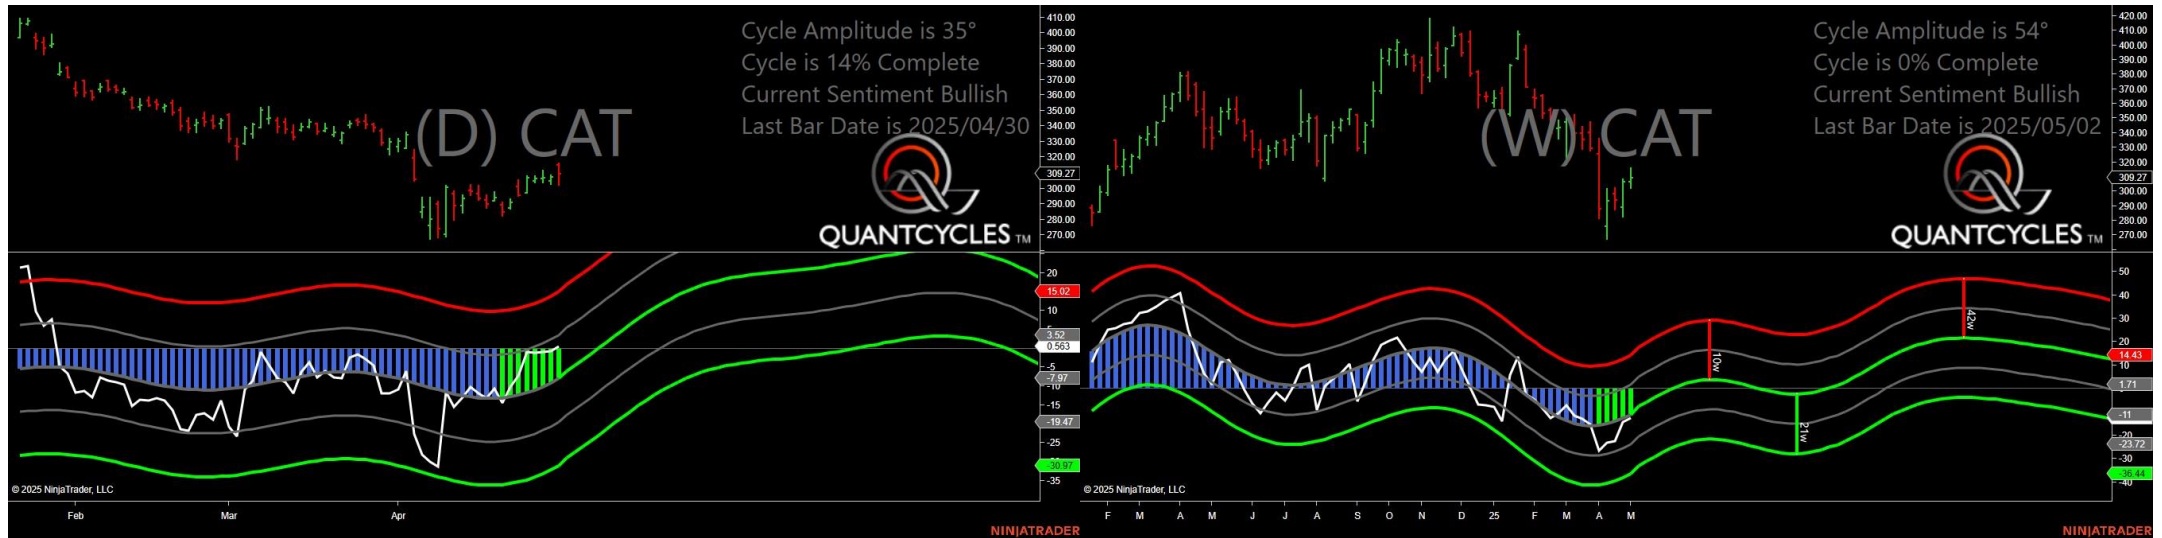 Cycle Amplitude is 35°
Cycle is 14% Complete
Current Sentiment Bullish
Last Bar Date is 2025/04/30
(D) CAT
QUANTCYCLES TM
410.00
400.00
390.00
380.00
370.00
360.00
350.00
340.00
330.00
320.00
309.27
300.00
290.00
280.00
270.00
20
15.02
10
3.52
0.563
-5
-7.97
-10
-15
-19.47
-25
-30.97
-35
© 2025 NinjaTrader, LLC
Feb Mar Apr
NINJATRADER
Cycle Amplitude is 54°
Cycle is 0% Complete
Current Sentiment Bullish
Last Bar Date is 2025/05/02
(W) CAT
QUANTCYCLES TM
420.00
410.00
400.00
390.00
380.00
370.00
360.00
350.00
340.00
330.00
320.00
309.27
300.00
290.00
280.00
270.00
50
40
30
20
14.43
10
1.71
-11
-20
-23.72
-30
-36.44
-40
10w
21w
42w
© 2025 NinjaTrader, LLC
F M A M J J A S O N D 25 F M A M
NINJATRADER